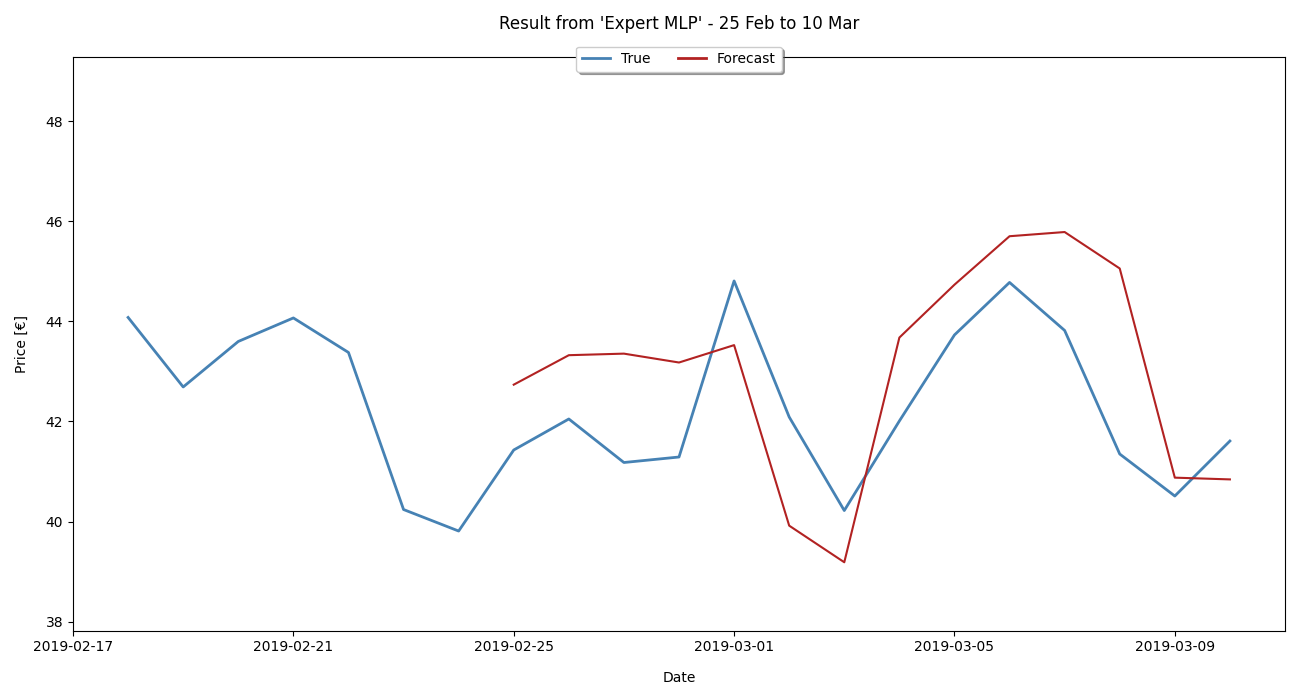 Result from 'Expert MLP' - 25 Feb to 10 Mar
True Forecast
48
46
44
42
40
38
Price [€]
2019-02-17 2019-02-21 2019-02-25 2019-03-01 2019-03-05 2019-03-09
Date